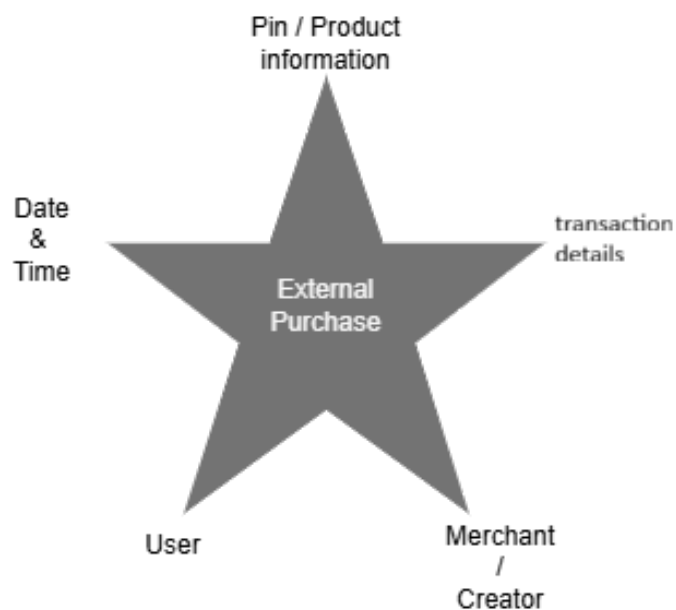 Pin / Product
information
Date
&
Time
transaction
details
External
Purchase
User
Merchant
/
Creator